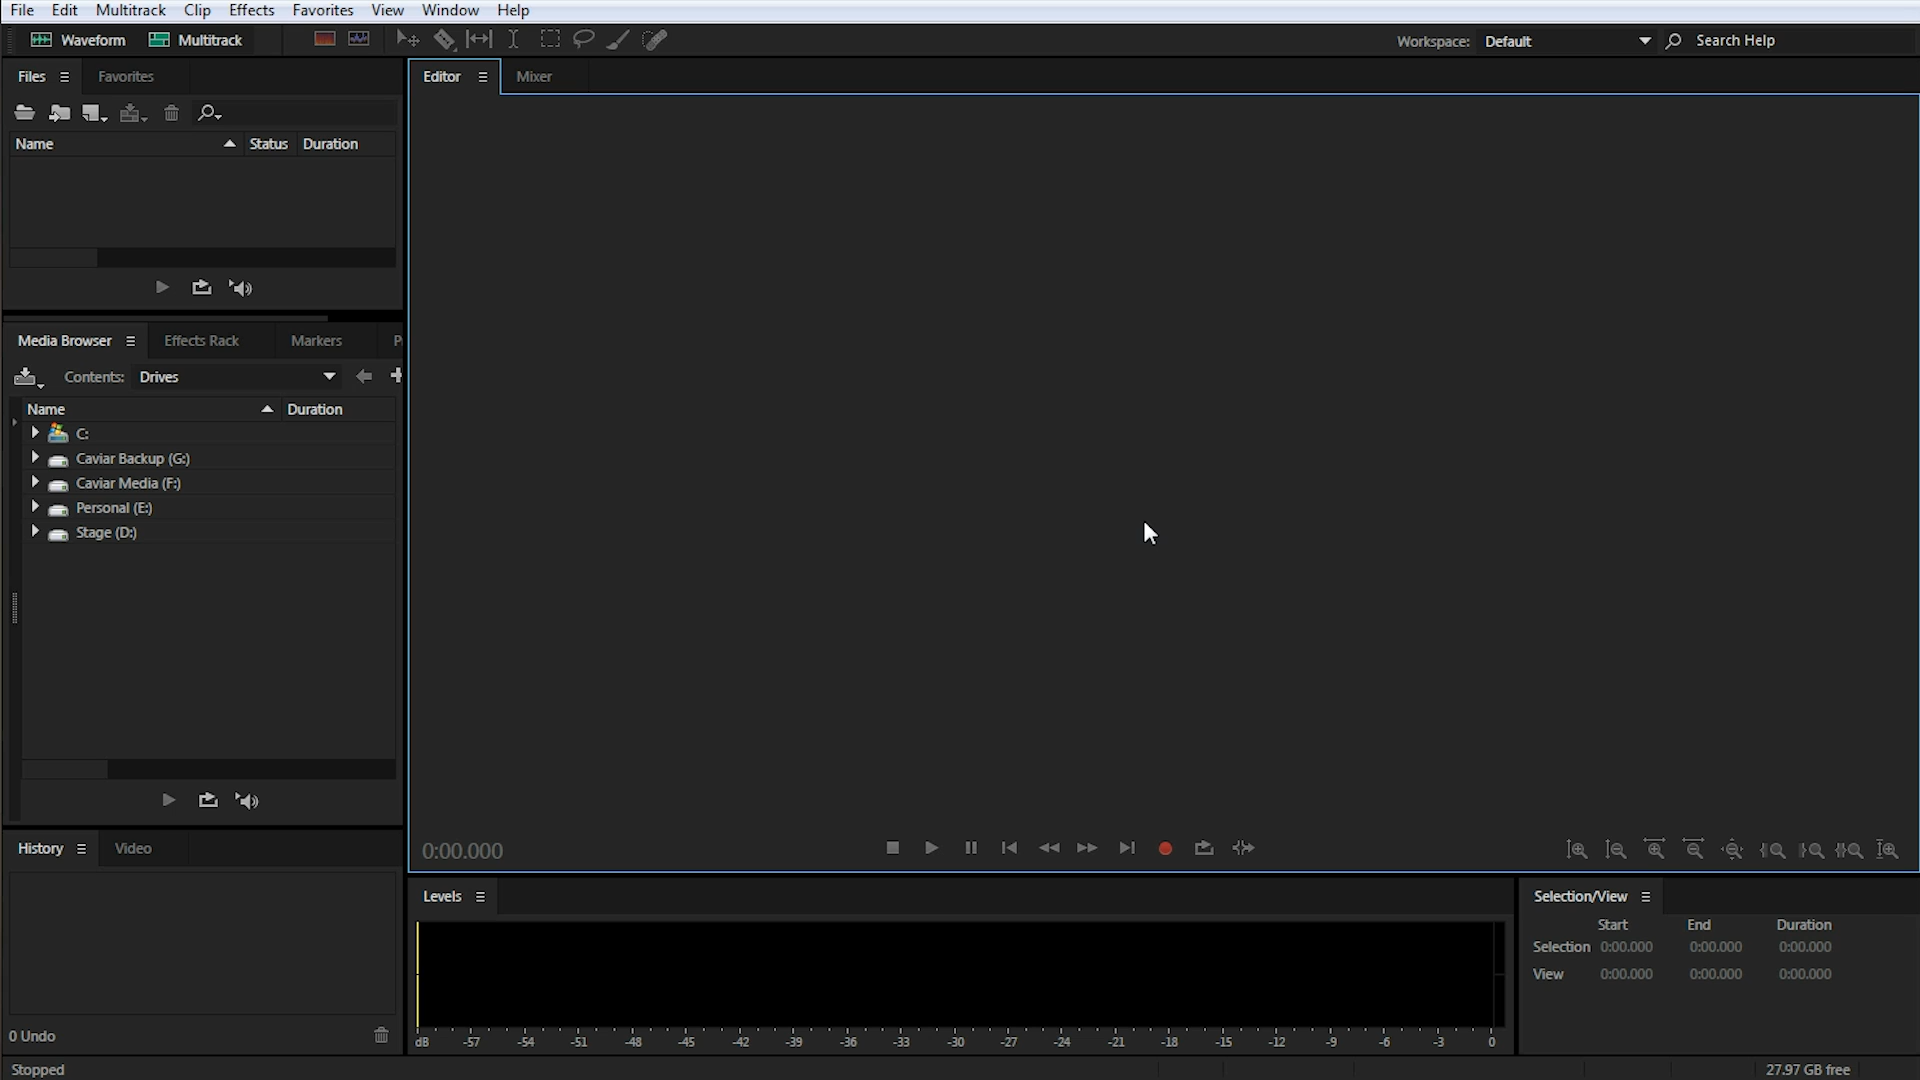 File Edit Multitrack Clip Effects Favorites View Window Help
Waveform Multitrack Workspace: Default Search Help
Files Favorites
Name Status Duration
Media Browser Effects Rack Markers P
Contents: Drives
Name Duration
C:
Caviar Backup (G:)
Caviar Media (F:)
Personal (E:)
Stage (D:)
Editor Mixer
0:00.000
History Video
0 Undo
Levels
dB -57 -54 -51 -48 -45 -42 -39 -36 -33 -30 -27 -24 -21 -18 -15 -12 -9 -6 -3 0
Selection/View
Start End Duration
Selection 0:00.000 0:00.000 0:00.000
View 0:00.000 0:00.000 0:00.000
Stopped 27.97 GB free